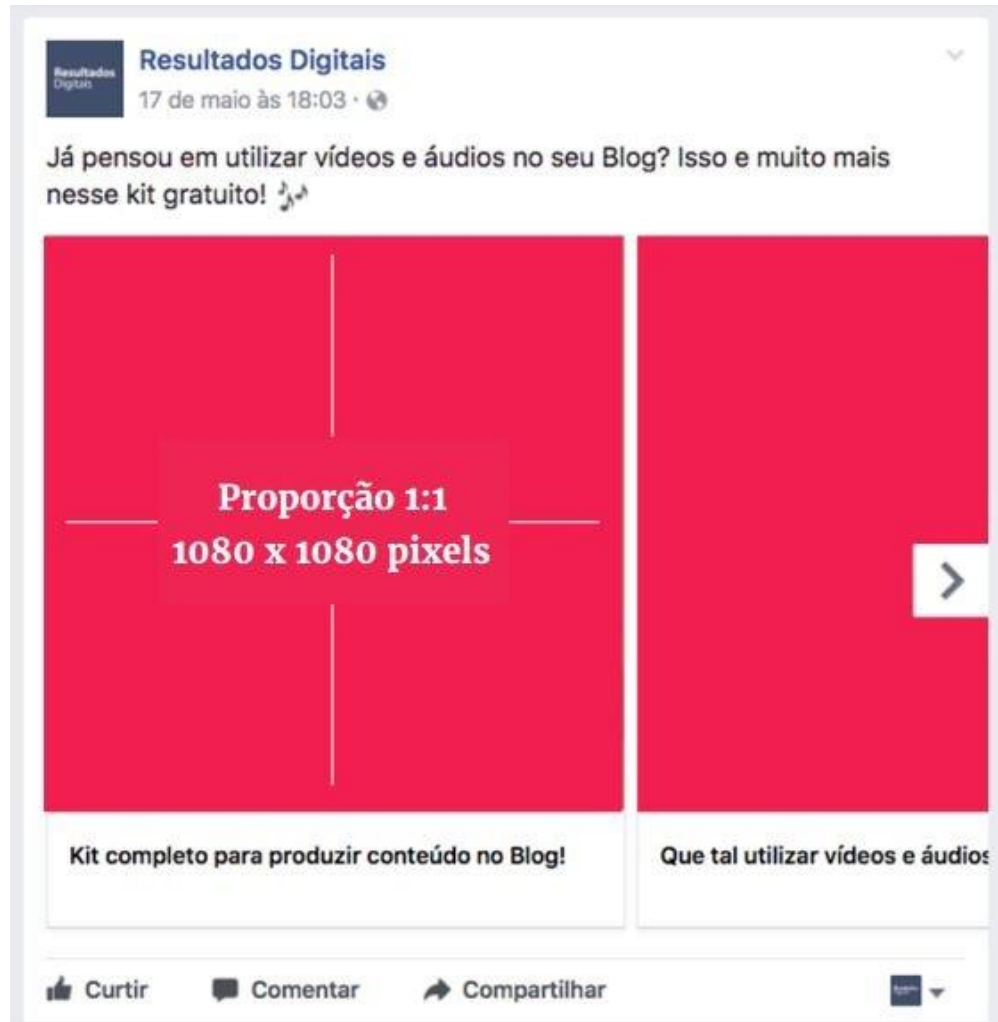 Resultados
Digitais
Resultados Digitais
17 de maio às 18:03 ·
Já pensou em utilizar vídeos e áudios no seu Blog? Isso e muito mais
nesse kit gratuito!
Proporção 1:1
1080 x 1080 pixels
Kit completo para produzir conteúdo no Blog!
Que tal utilizar vídeos e áudios
Curtir
Comentar
Compartilhar